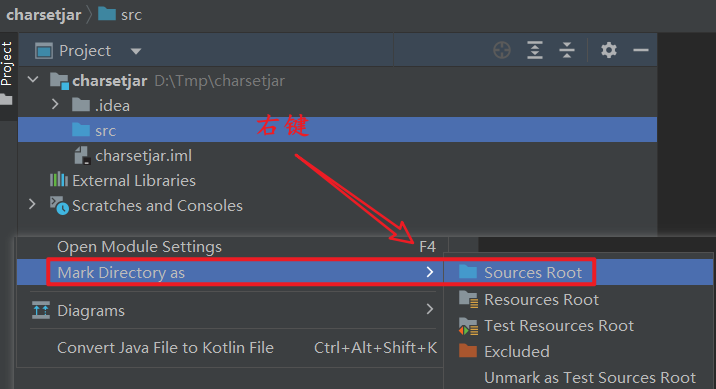 charsetjar src
Project
Project
charsetjar D:\Tmp\charsetjar
.idea
src
右键
charsetjar.iml
External Libraries
Scratches and Consoles
Open Module Settings F4
Mark Directory as
Sources Root
Resources Root
Diagrams
Test Resources Root
Excluded
Convert Java File to Kotlin File Ctrl+Alt+Shift+K
Unmark as Test Sources Root